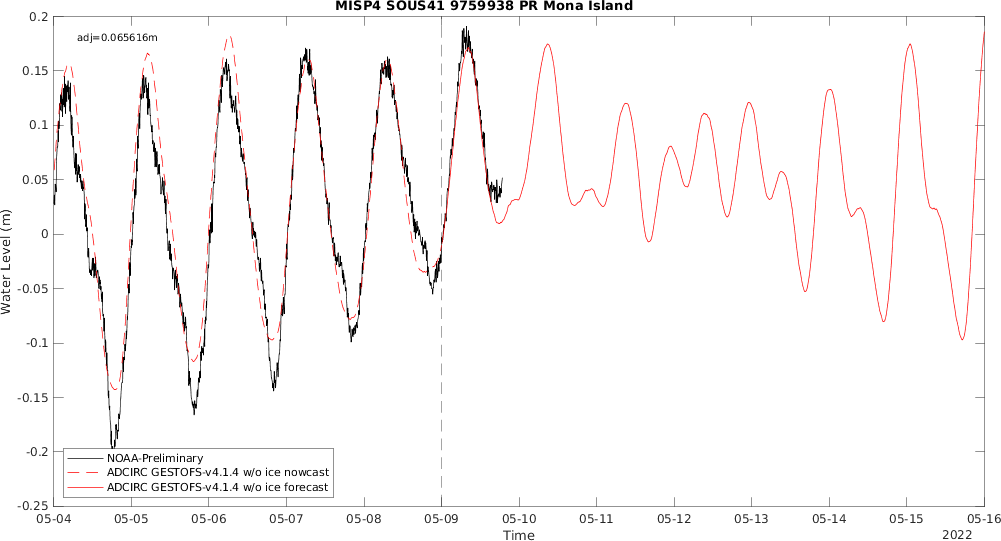 MISP4 SOUS41 9759938 PR Mona Island
adj=0.065616m
0.2
0.15
0.1
0.05
0
-0.05
-0.1
-0.15
-0.2
-0.25
Water Level (m)
NOAA-Preliminary
ADCIRC GESTOFS-v4.1.4 w/o ice nowcast
ADCIRC GESTOFS-v4.1.4 w/o ice forecast
05-04 05-05 05-06 05-07 05-08 05-09 05-10 05-11 05-12 05-13 05-14 05-15 05-16
Time
2022